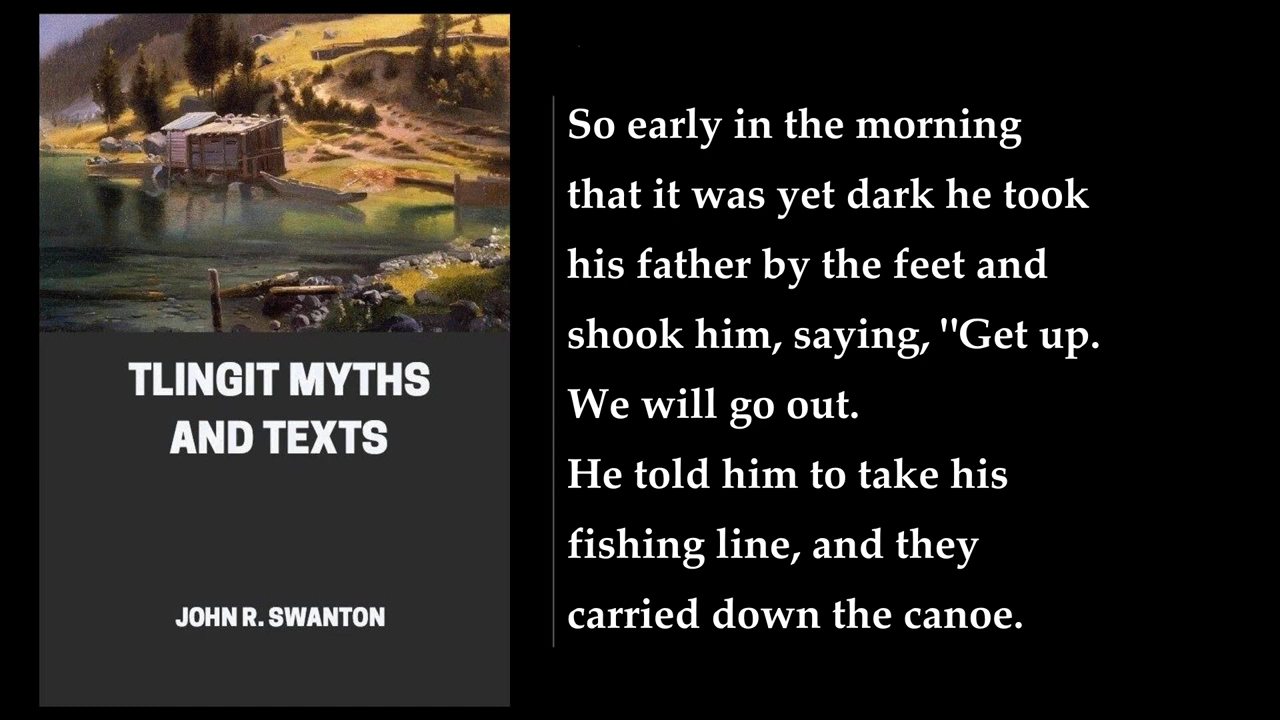 TLINGIT MYTHS
AND TEXTS
JOHN R. SWANTON
So early in the morning
that it was yet dark he took
his father by the feet and
shook him, saying, "Get up.
We will go out.
He told him to take his
fishing line, and they
carried down the canoe.